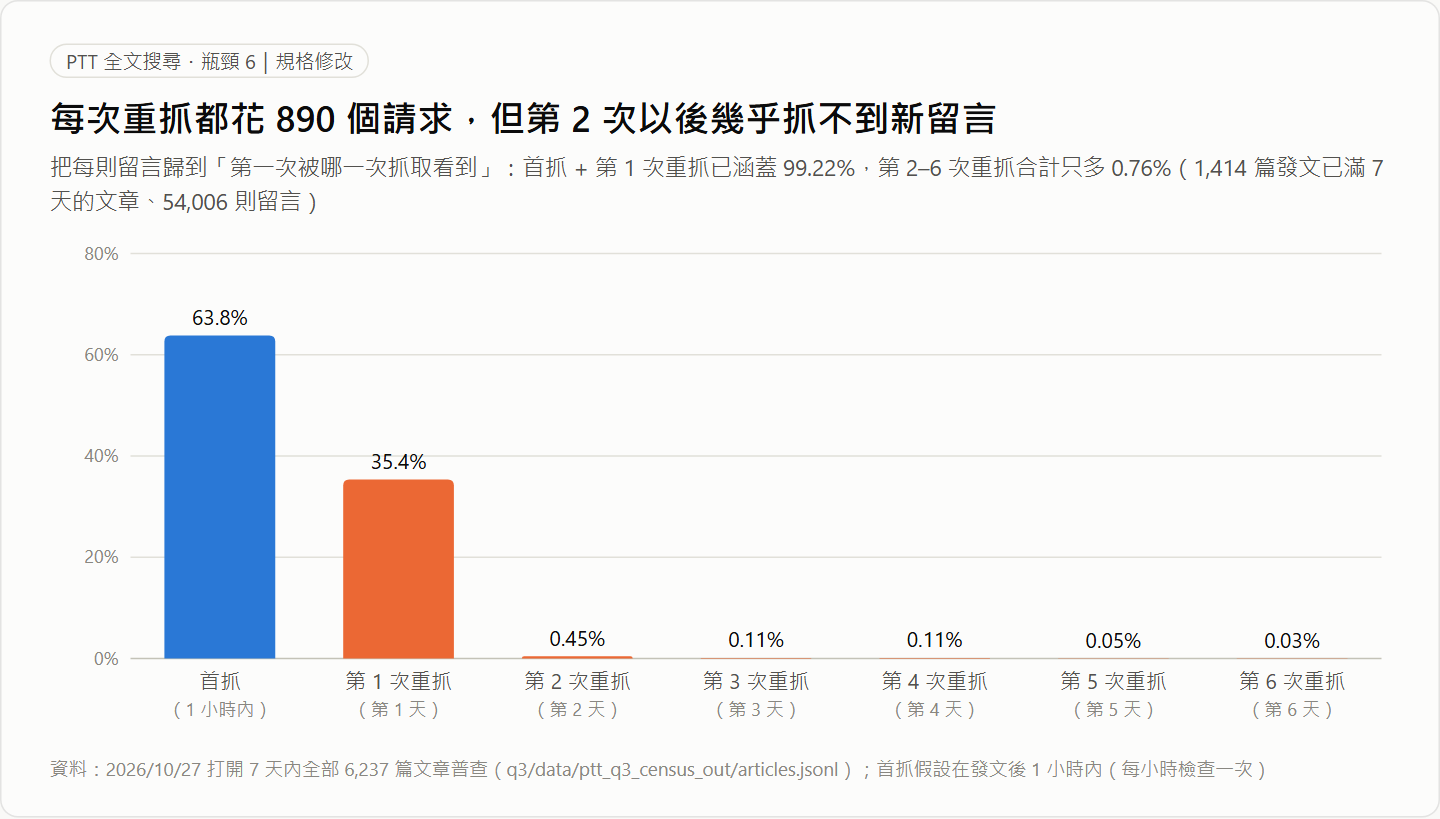 PTT 全文搜尋 · 瓶頸 6 | 規格修改
每次重抓都花 890 個請求，但第 2 次以後幾乎抓不到新留言
把每則留言歸到「第一次被哪一次抓取看到」：首抓 + 第 1 次重抓已涵蓋 99.22%，第 2–6 次重抓合計只多 0.76%（1,414 篇發文已滿 7
天的文章、54,006 則留言）
80%
60%
40%
20%
0%
63.8%
35.4%
0.45%
0.11%
0.11%
0.05%
0.03%
首抓 第 1 次重抓 第 2 次重抓 第 3 次重抓 第 4 次重抓 第 5 次重抓 第 6 次重抓
（1 小時內） （第 1 天） （第 2 天） （第 3 天） （第 4 天） （第 5 天） （第 6 天）
資料：2026/10/27 打開 7 天內全部 6,237 篇文章普查（q3/data/ptt_q3_census_out/articles.jsonl）；首抓假設在發文後 1 小時內（每小時檢查一次）